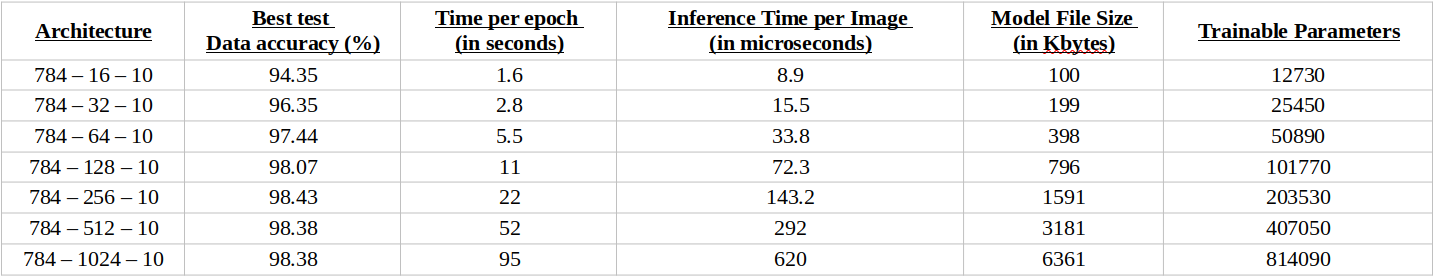 Architecture Best test Data accuracy (%) Time per epoch (in seconds) Inference Time per Image (in microseconds) Model File Size (in Kbytes) Trainable Parameters
784 – 16 – 10 94.35 1.6 8.9 100 12730
784 – 32 – 10 96.35 2.8 15.5 199 25450
784 – 64 – 10 97.44 5.5 33.8 398 50890
784 – 128 – 10 98.07 11 72.3 796 101770
784 – 256 – 10 98.43 22 143.2 1591 203530
784 – 512 – 10 98.38 52 292 3181 407050
784 – 1024 – 10 98.38 95 620 6361 814090